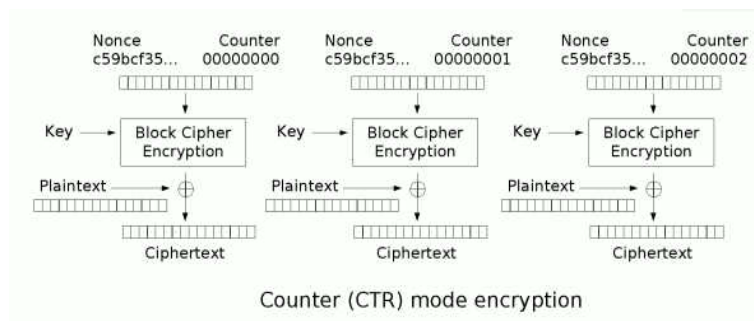 Nonce Counter Nonce Counter Nonce Counter
c59bcf35... 00000000 c59bcf35... 00000001 c59bcf35... 00000002
Key Block Cipher Encryption Key Block Cipher Encryption Key Block Cipher Encryption
Plaintext Plaintext Plaintext
Ciphertext Ciphertext Ciphertext
Counter (CTR) mode encryption